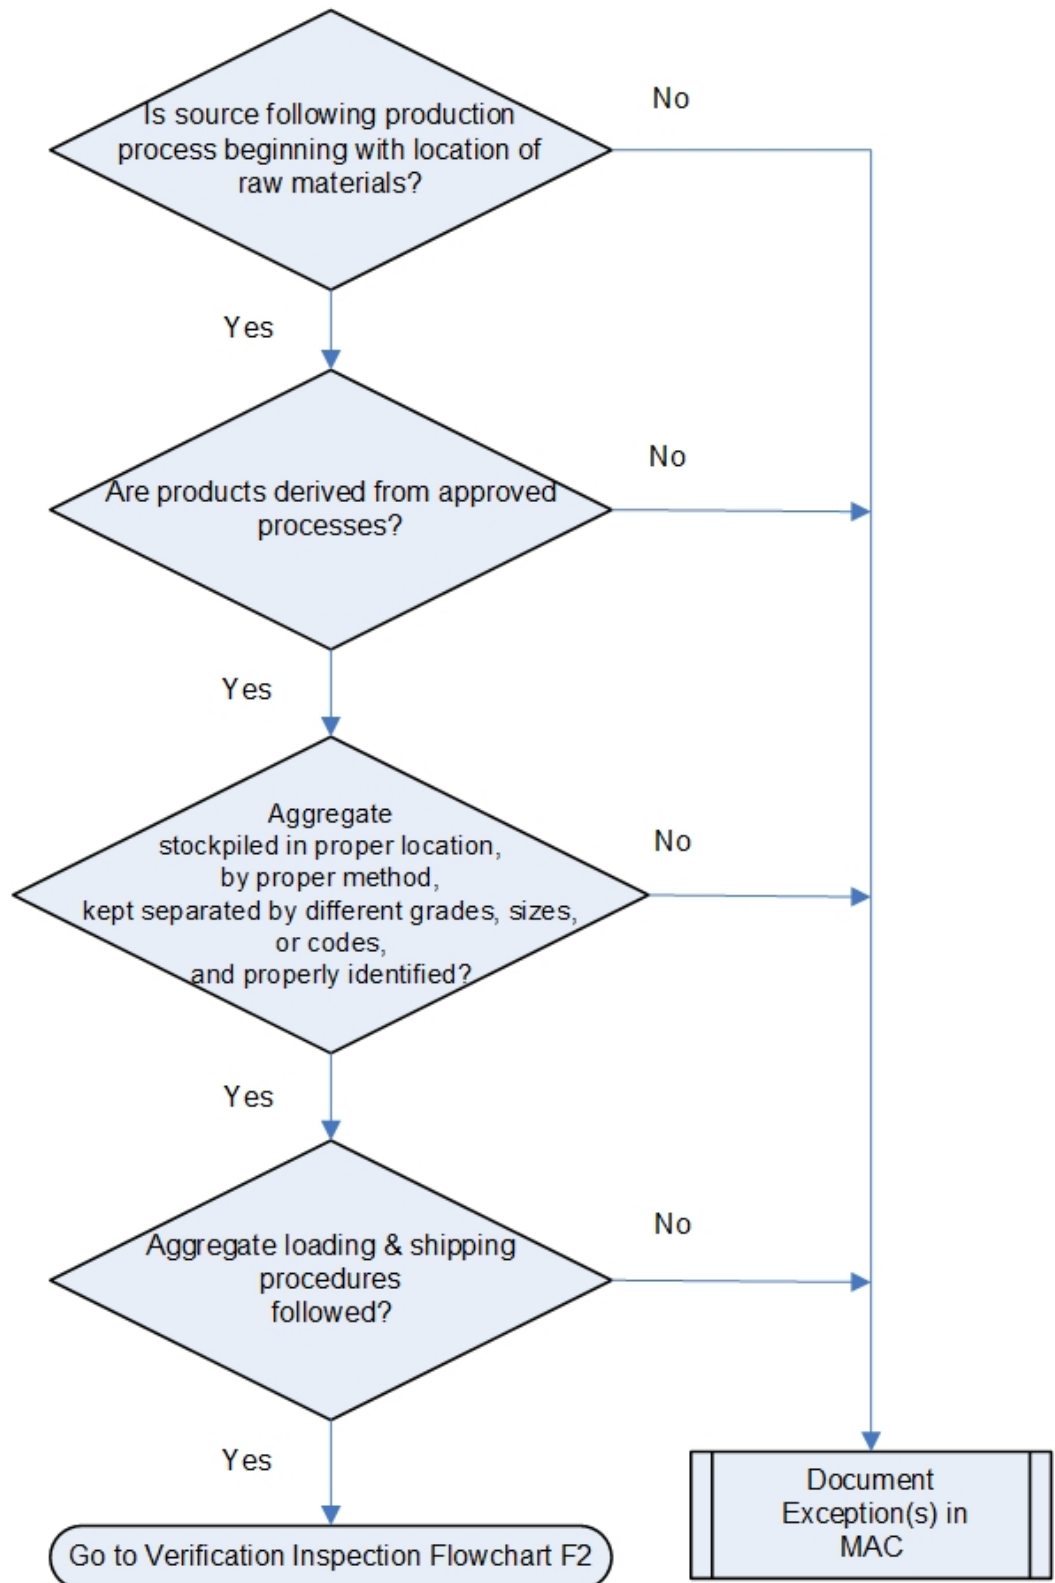 Is source following production
process beginning with location of
raw materials?
No
Yes
Are products derived from approved
processes?
No
Yes
Aggregate
stockpiled in proper location,
by proper method,
kept separated by different grades, sizes,
or codes,
and properly identified?
No
Yes
Aggregate loading & shipping
procedures
followed?
No
Yes
Go to Verification Inspection Flowchart F2
Document
Exception(s) in
MAC